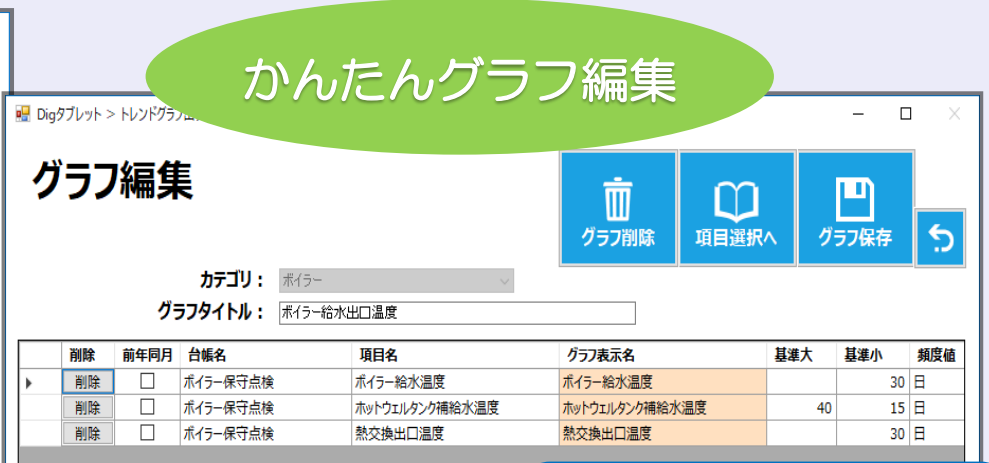 かんたんグラフ編集
Digタブレット > トレンドグラフ
グラフ編集
グラフ削除
項目選択へ
グラフ保存
カテゴリ： ボイラー
グラフタイトル： ボイラー給水出口温度
削除 前年同月 台帳名 項目名 グラフ表示名 基準大 基準小 頻度値
削除 ボイラー保守点検 ボイラー給水温度 ボイラー給水温度 30 日
削除 ボイラー保守点検 ホットウェルタンク補給水温度 ホットウェルタンク補給水温度 40 15 日
削除 ボイラー保守点検 熱交換出口温度 熱交換出口温度 30 日